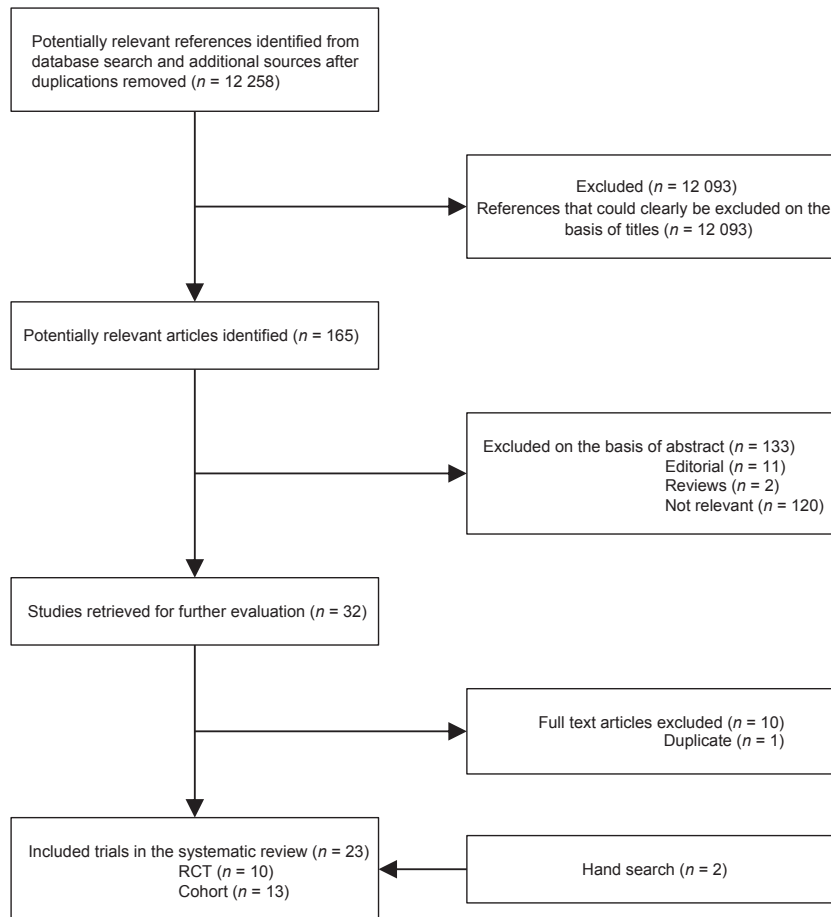 Potentially relevant references identified from
database search and additional sources after
duplications removed (n = 12 258)
Excluded (n = 12 093)
References that could clearly be excluded on the
basis of titles (n = 12 093)
Potentially relevant articles identified (n = 165)
Excluded on the basis of abstract (n = 133)
Editorial (n = 11)
Reviews (n = 2)
Not relevant (n = 120)
Studies retrieved for further evaluation (n = 32)
Full text articles excluded (n = 10)
Duplicate (n = 1)
Included trials in the systematic review (n = 23)
RCT (n = 10)
Cohort (n = 13)
Hand search (n = 2)